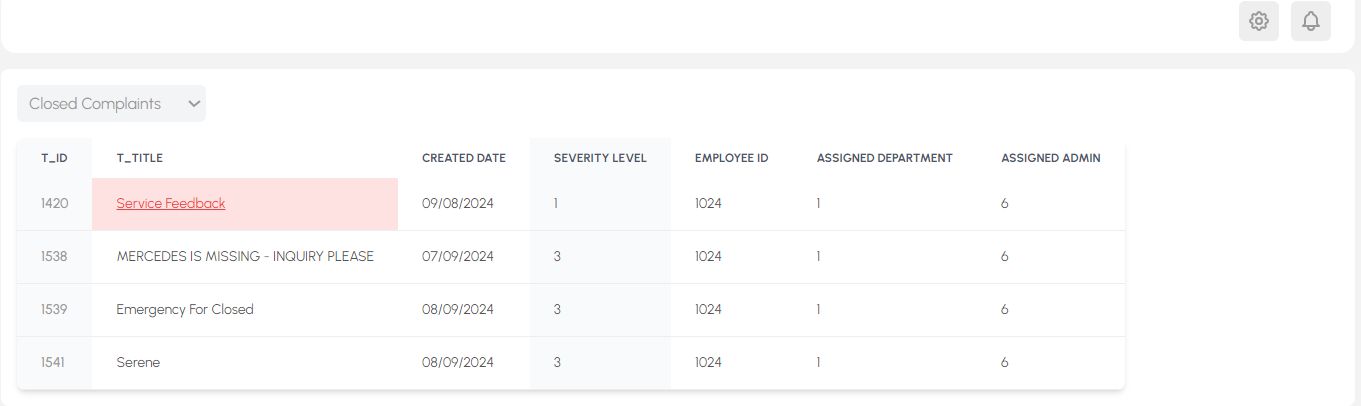 Closed Complaints
T_ID T_TITLE CREATED DATE SEVERITY LEVEL EMPLOYEE ID ASSIGNED DEPARTMENT ASSIGNED ADMIN
1420 Service Feedback 09/08/2024 1 1024 1 6
1538 MERCEDES IS MISSING - INQUIRY PLEASE 07/09/2024 3 1024 1 6
1539 Emergency For Closed 08/09/2024 3 1024 1 6
1541 Serene 08/09/2024 3 1024 1 6